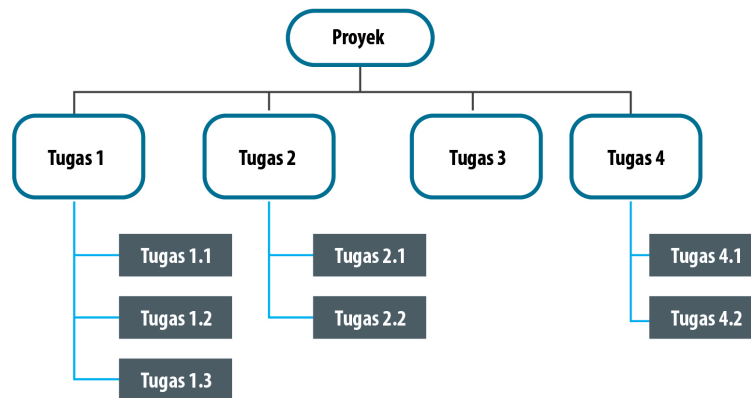 Proyek
Tugas 1
Tugas 2
Tugas 3
Tugas 4
Tugas 1.1
Tugas 2.1
Tugas 4.1
Tugas 1.2
Tugas 2.2
Tugas 4.2
Tugas 1.3